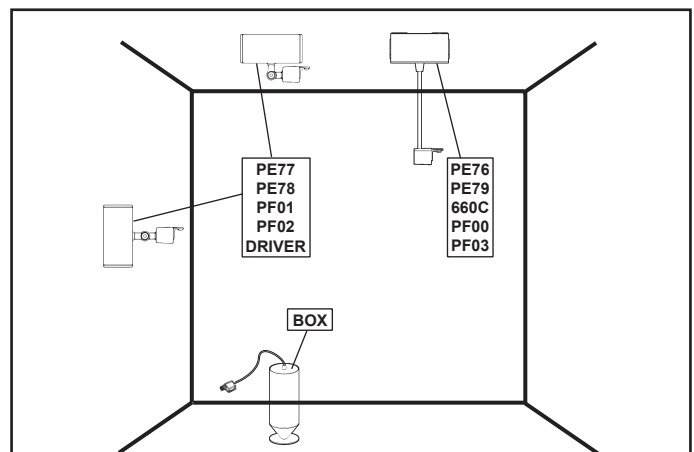 PE77
PE78
PF01
PF02
DRIVER
PE76
PE79
660C
PF00
PF03
BOX